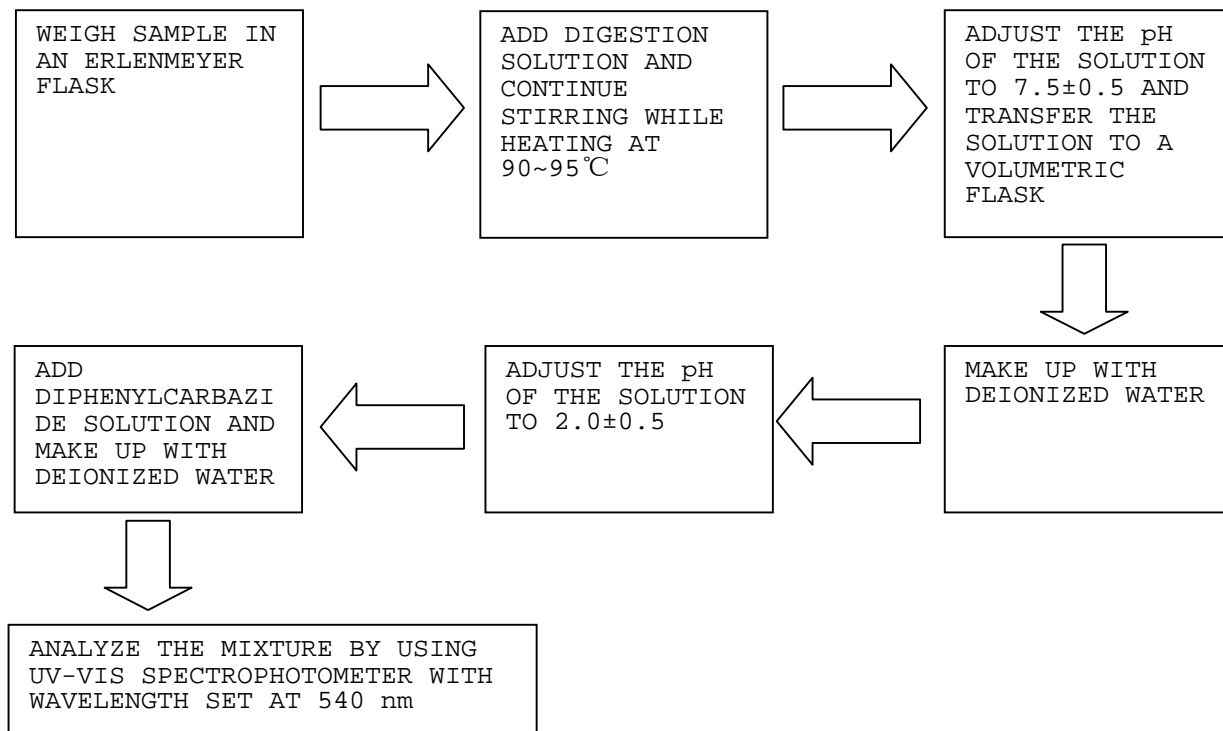 WEIGH SAMPLE IN
AN ERLENMEYER
FLASK
ADD DIGESTION
SOLUTION AND
CONTINUE
STIRRING WHILE
HEATING AT
90~95℃
ADJUST THE pH
OF THE SOLUTION
TO 7.5±0.5 AND
TRANSFER THE
SOLUTION TO A
VOLUMETRIC
FLASK
MAKE UP WITH
DEIONIZED WATER
ADJUST THE pH
OF THE SOLUTION
TO 2.0±0.5
ADD
DIPHENYLCARBAZI
DE SOLUTION AND
MAKE UP WITH
DEIONIZED WATER
ANALYZE THE MIXTURE BY USING
UV-VIS SPECTROPHOTOMETER WITH
WAVELENGTH SET AT 540 nm